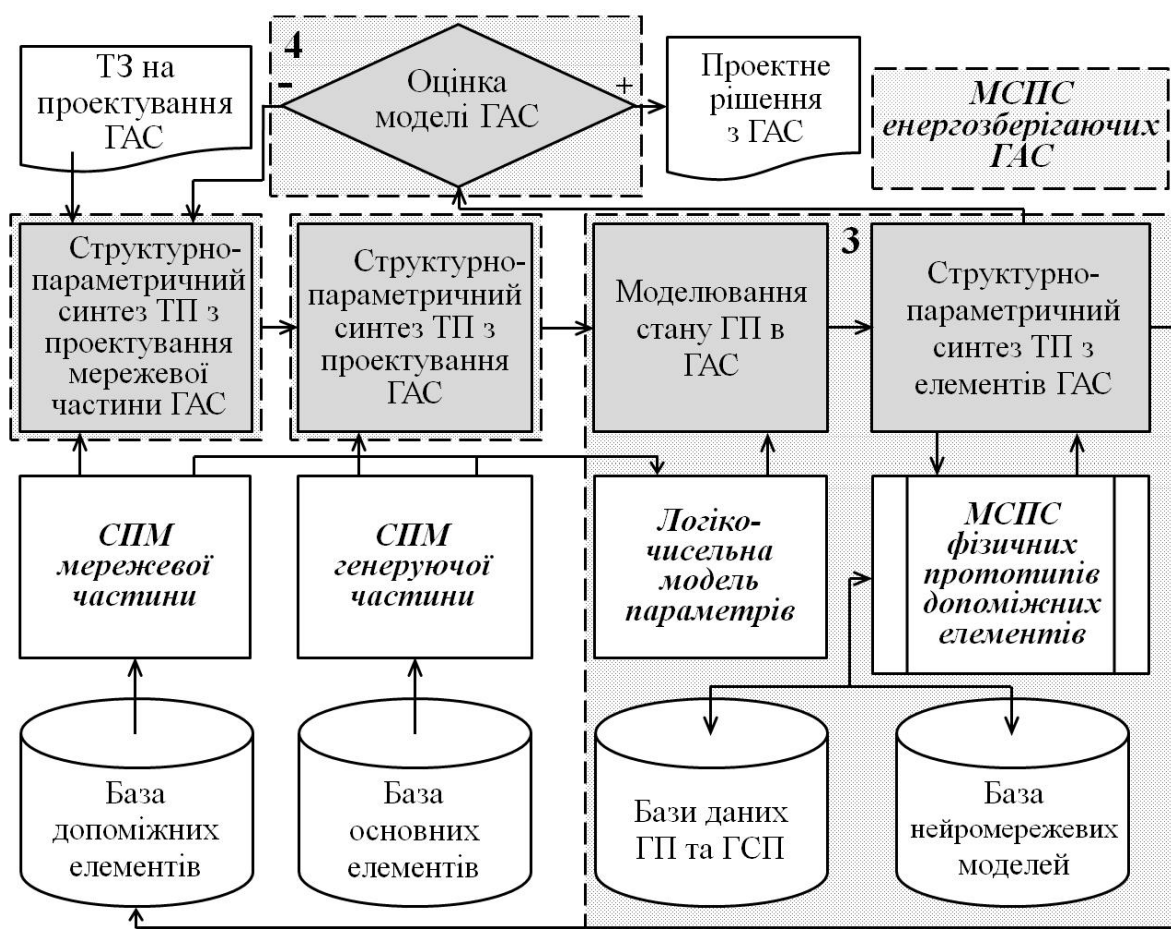 ТЗ на
проектування
ГАС
4
-
+
Оцінка
моделі ГАС
Проектне
рішення
з ГАС
МСПС
енергозберігаючих
ГАС
Структурно-
параметричний
синтез ТП з
проектування
мережевої
частини ГАС
Структурно-
параметричний
синтез ТП з
проектування
ГАС
3
Моделювання
стану ГП в
ГАС
Структурно-
параметричний
синтез ТП з
елементів ГАС
СПМ
мережевої
частини
СПМ
генеруючої
частини
Логіко-
чисельна
модель
параметрів
МСПС
фізичних
прототипів
допоміжних
елементів
База
допоміжних
елементів
База
основних
елементів
Бази даних
ГП та ГСП
База
нейромережевих
моделей